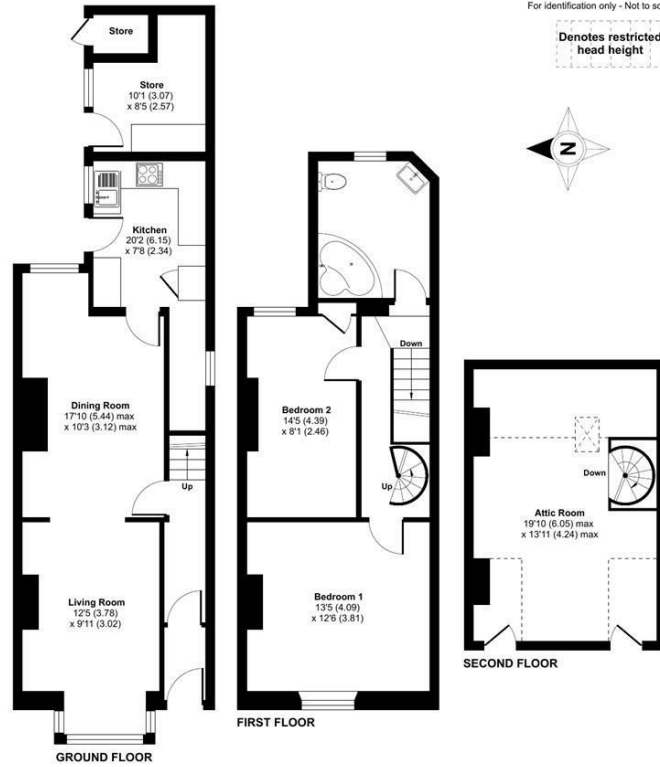 For identification only - Not to sc
Denotes restricted
head height
N
Store
Store
10'1 (3.07)
x 8'5 (2.57)
Kitchen
20'2 (6.15)
x 7'8 (2.34)
Dining Room
17'10 (5.44) max
x 10'3 (3.12) max
Up
Living Room
12'5 (3.78)
x 9'11 (3.02)
GROUND FLOOR
Down
Bedroom 2
14'5 (4.39)
x 8'1 (2.46)
Up
Bedroom 1
13'5 (4.09)
x 12'6 (3.81)
FIRST FLOOR
Down
Attic Room
19'10 (6.05) max
x 13'11 (4.24) max
SECOND FLOOR